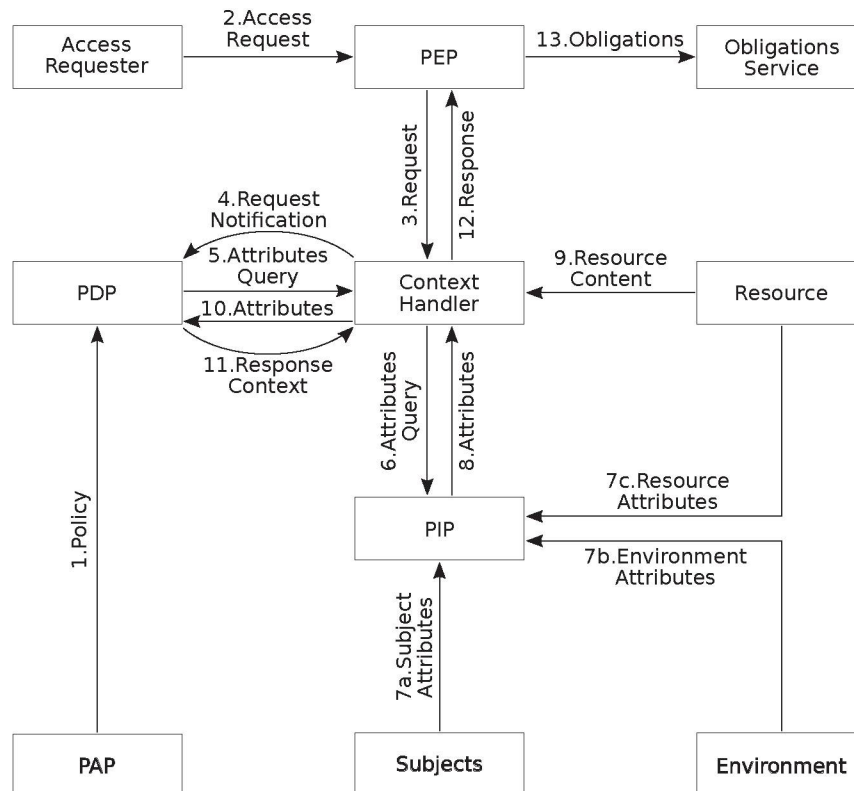 2.Access
Request
13.Obligations
Access
Requester
PEP
Obligations
Service
3.Request
12.Response
4.Request
Notification
5.Attributes
Query
9.Resource
Content
PDP
Context
Handler
Resource
10.Attributes
11.Response
Context
6.Attributes
Query
8.Attributes
7c.Resource
Attributes
PIP
7b.Environment
Attributes
1.Policy
7a.Subject
Attributes
PAP
Subjects
Environment